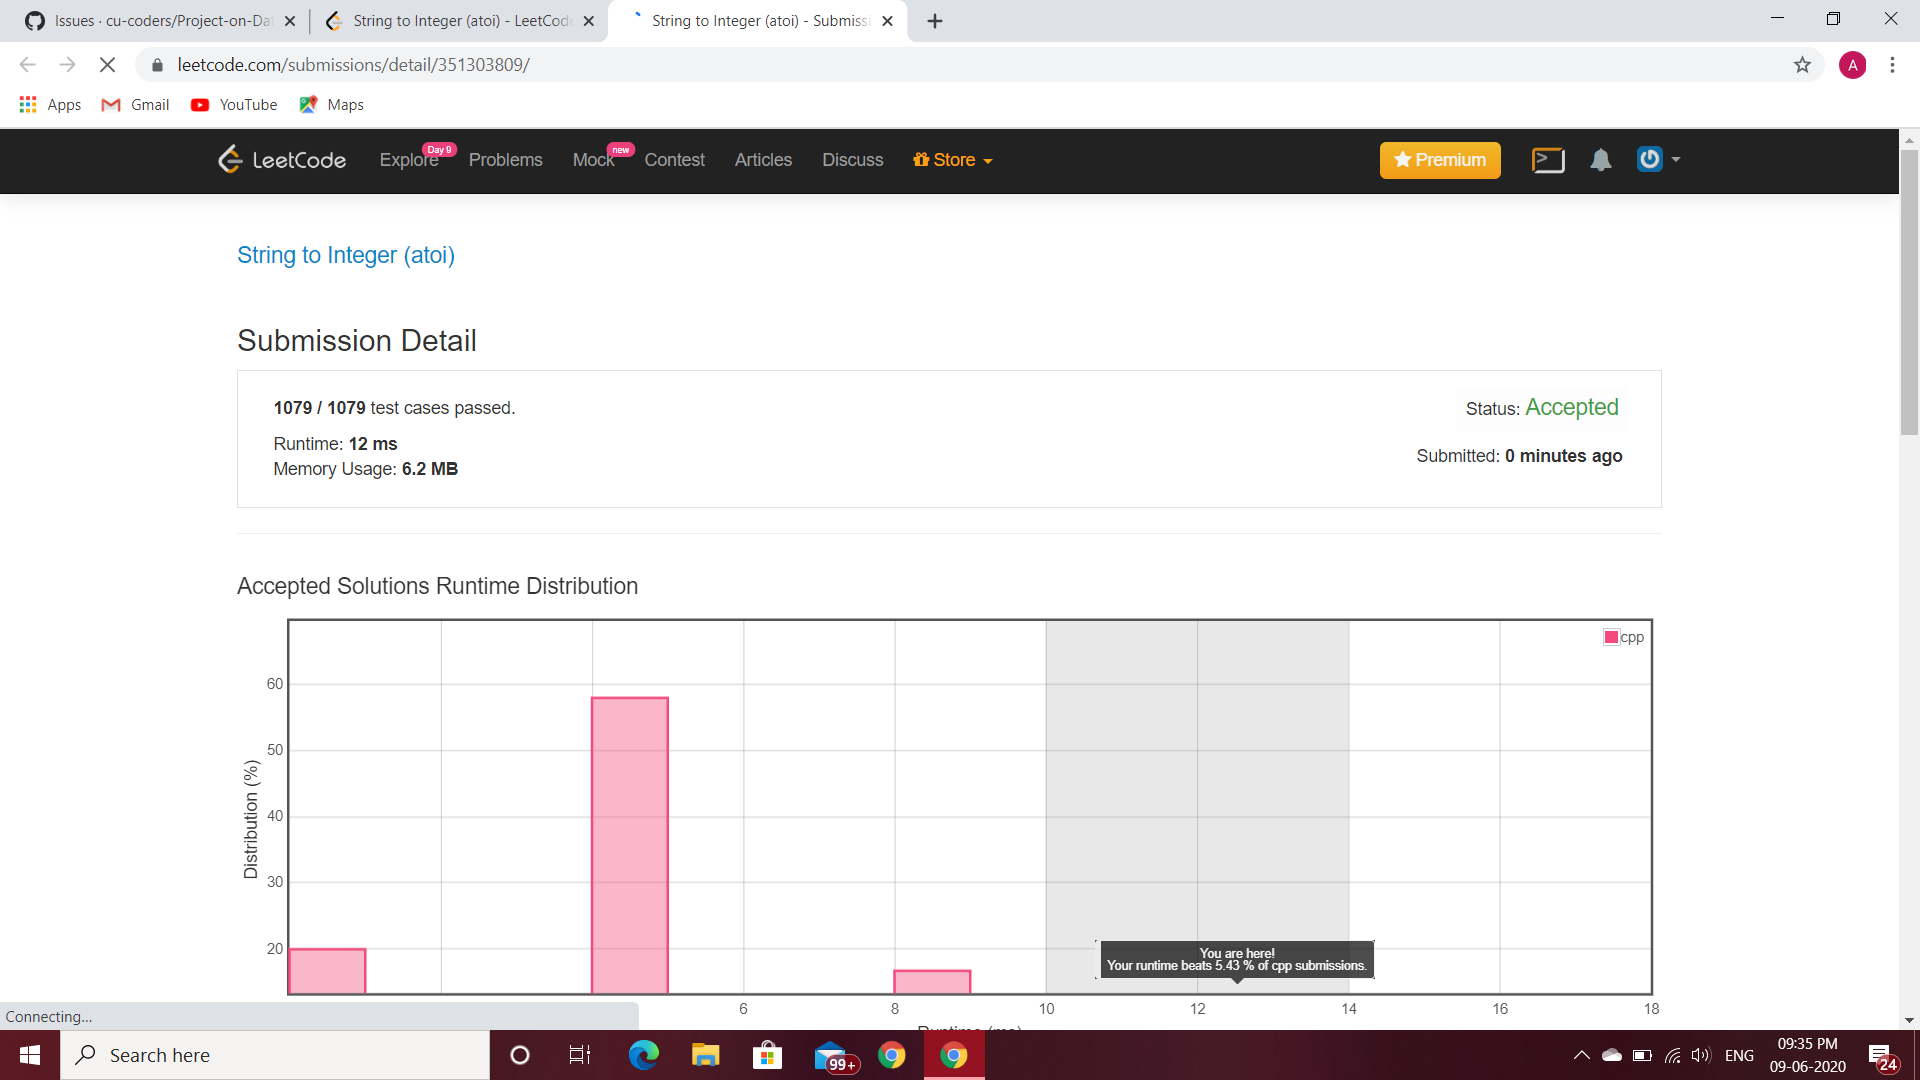 Issues · cu-coders/Project-on-Da
String to Integer (atoi) - LeetCode
String to Integer (atoi) - Submissi
leetcode.com/submissions/detail/351303809/
A
Apps
Gmail
YouTube
Maps
LeetCode
Explore
Day 9
Problems
Mock
new
Contest
Articles
Discuss
Store
Premium
String to Integer (atoi)
Submission Detail
1079 / 1079 test cases passed.
Status: Accepted
Runtime: 12 ms
Submitted: 0 minutes ago
Memory Usage: 6.2 MB
Accepted Solutions Runtime Distribution
cpp
60
50
40
30
20
Distribution (%)
You are here!
Your runtime beats 5.43 % of cpp submissions.
6
8
10
12
14
16
18
Runtime (ms)
Connecting...
Search here
99+
ENG
09:35 PM
09-06-2020
24